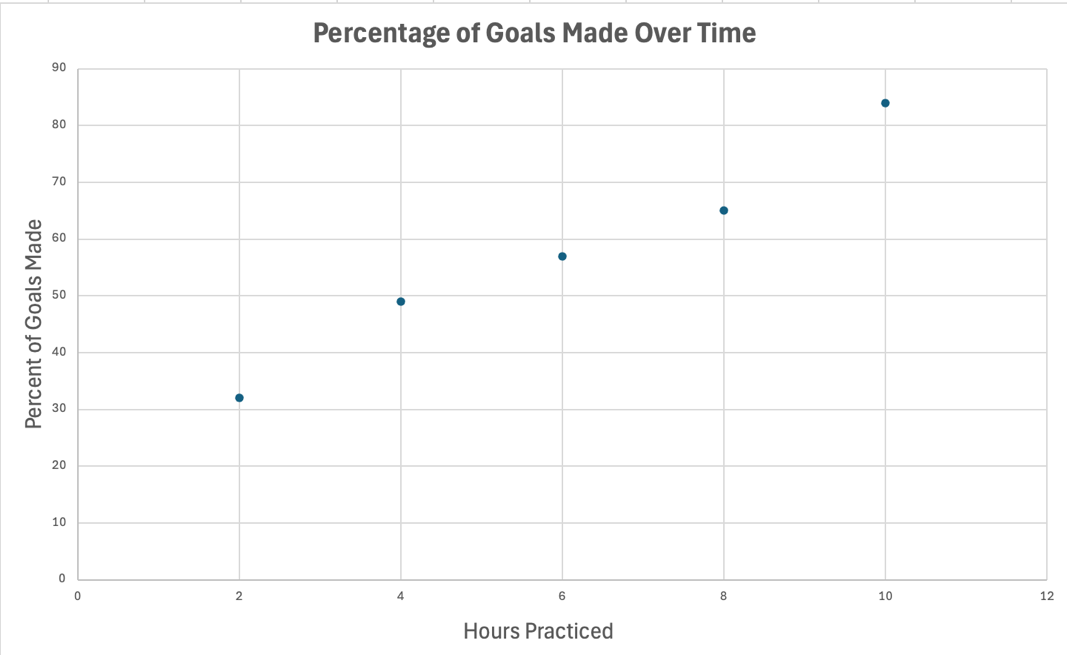 Percentage of Goals Made Over Time
90
80
70
60
50
40
30
20
10
0
Percent of Goals Made
0 2 4 6 8 10 12
Hours Practiced